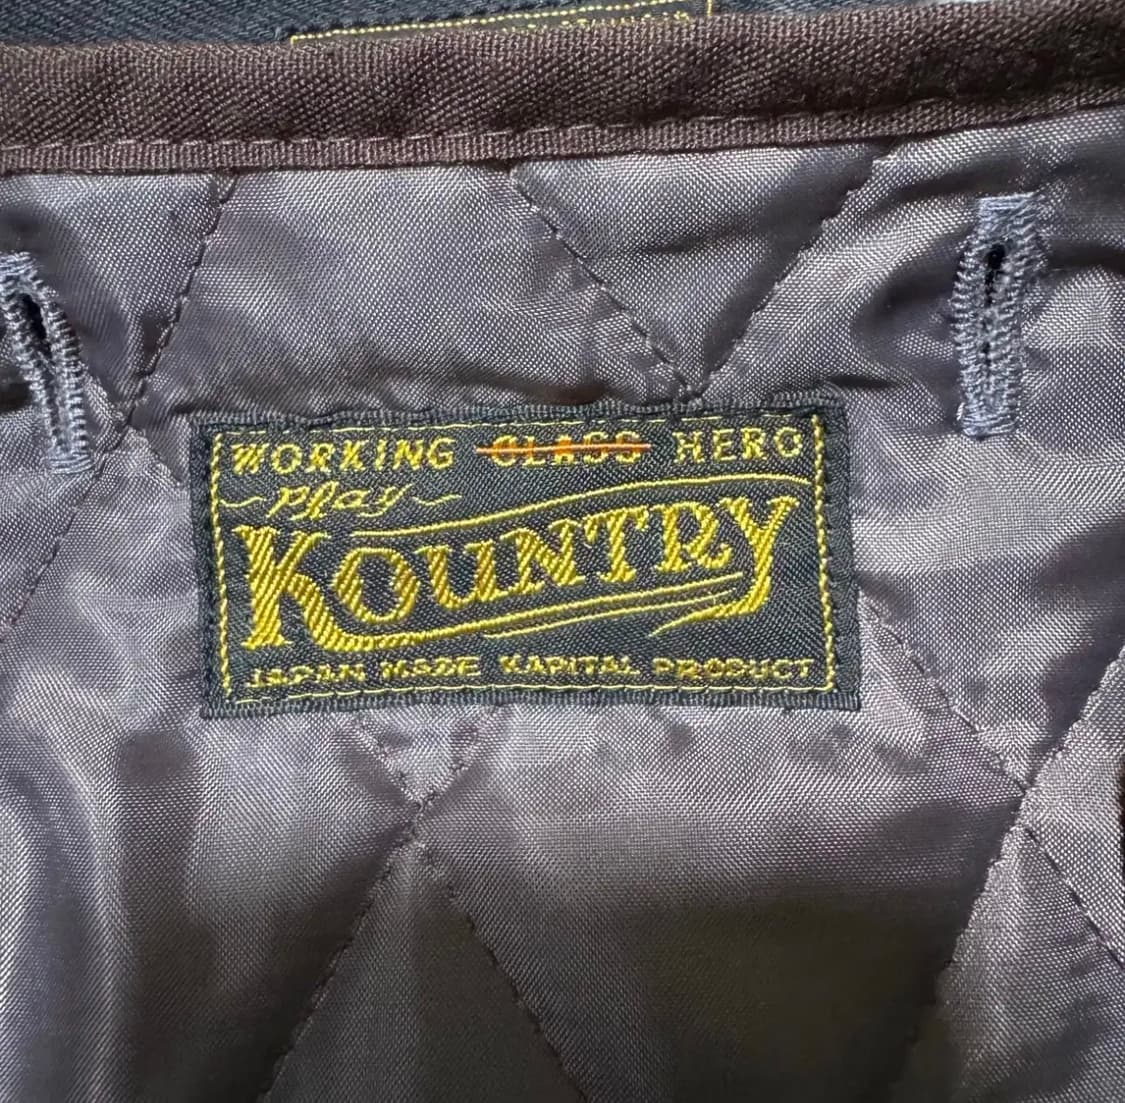 WORKING CLASS HERO
play
KOUNTRY
JAPAN MADE KAPITAL PRODUCT